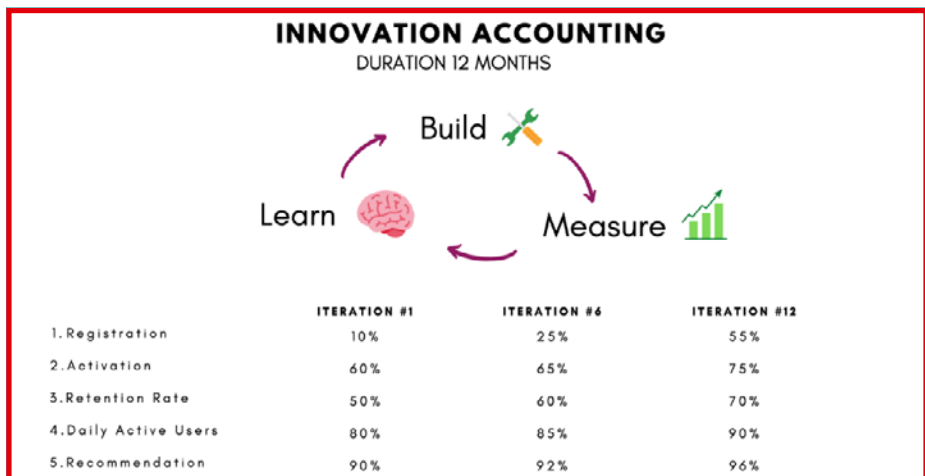 INNOVATION ACCOUNTING
DURATION 12 MONTHS
Build
Learn
Measure
ITERATION #1 ITERATION #6 ITERATION #12
1.Registration 10% 25% 55%
2.Activation 60% 65% 75%
3.Retention Rate 50% 60% 70%
4.Daily Active Users 80% 85% 90%
5.Recommendation 90% 92% 96%